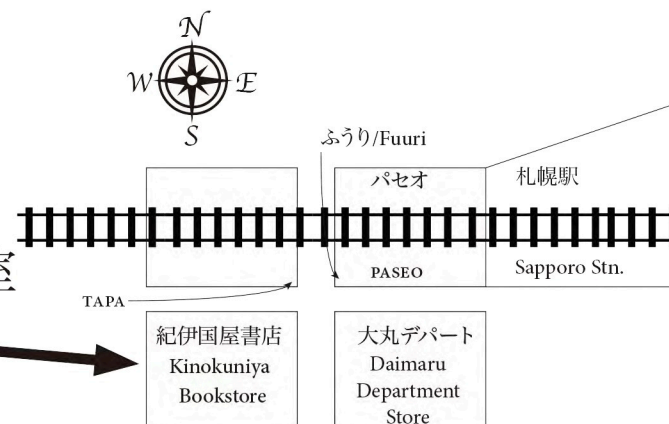 N
W
E
S
ふうり/Fuuri
パセオ
札幌駅
PASEO
Sapporo Stn.
TAPA
紀伊国屋書店
Kinokuniya
Bookstore
大丸デパート
Daimaru
Department
Store